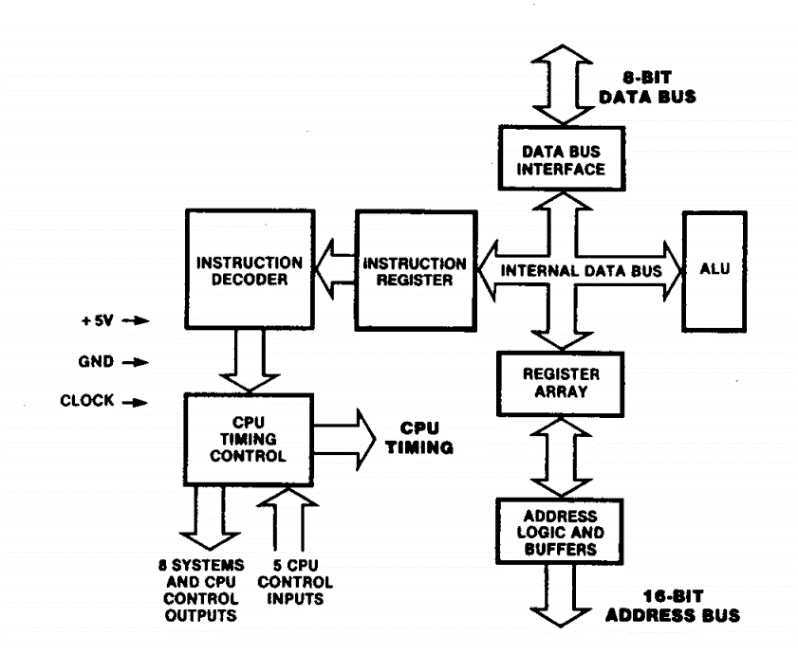 8-BIT
DATA BUS
DATA BUS
INTERFACE
INSTRUCTION
DECODER
INSTRUCTION
REGISTER
INTERNAL DATA BUS
ALU
+5V
GND
CLOCK
REGISTER
ARRAY
CPU
TIMING
CONTROL
CPU
TIMING
ADDRESS
LOGIC AND
BUFFERS
8 SYSTEMS
AND CPU
CONTROL
OUTPUTS
5 CPU
CONTROL
INPUTS
16-BIT
ADDRESS BUS